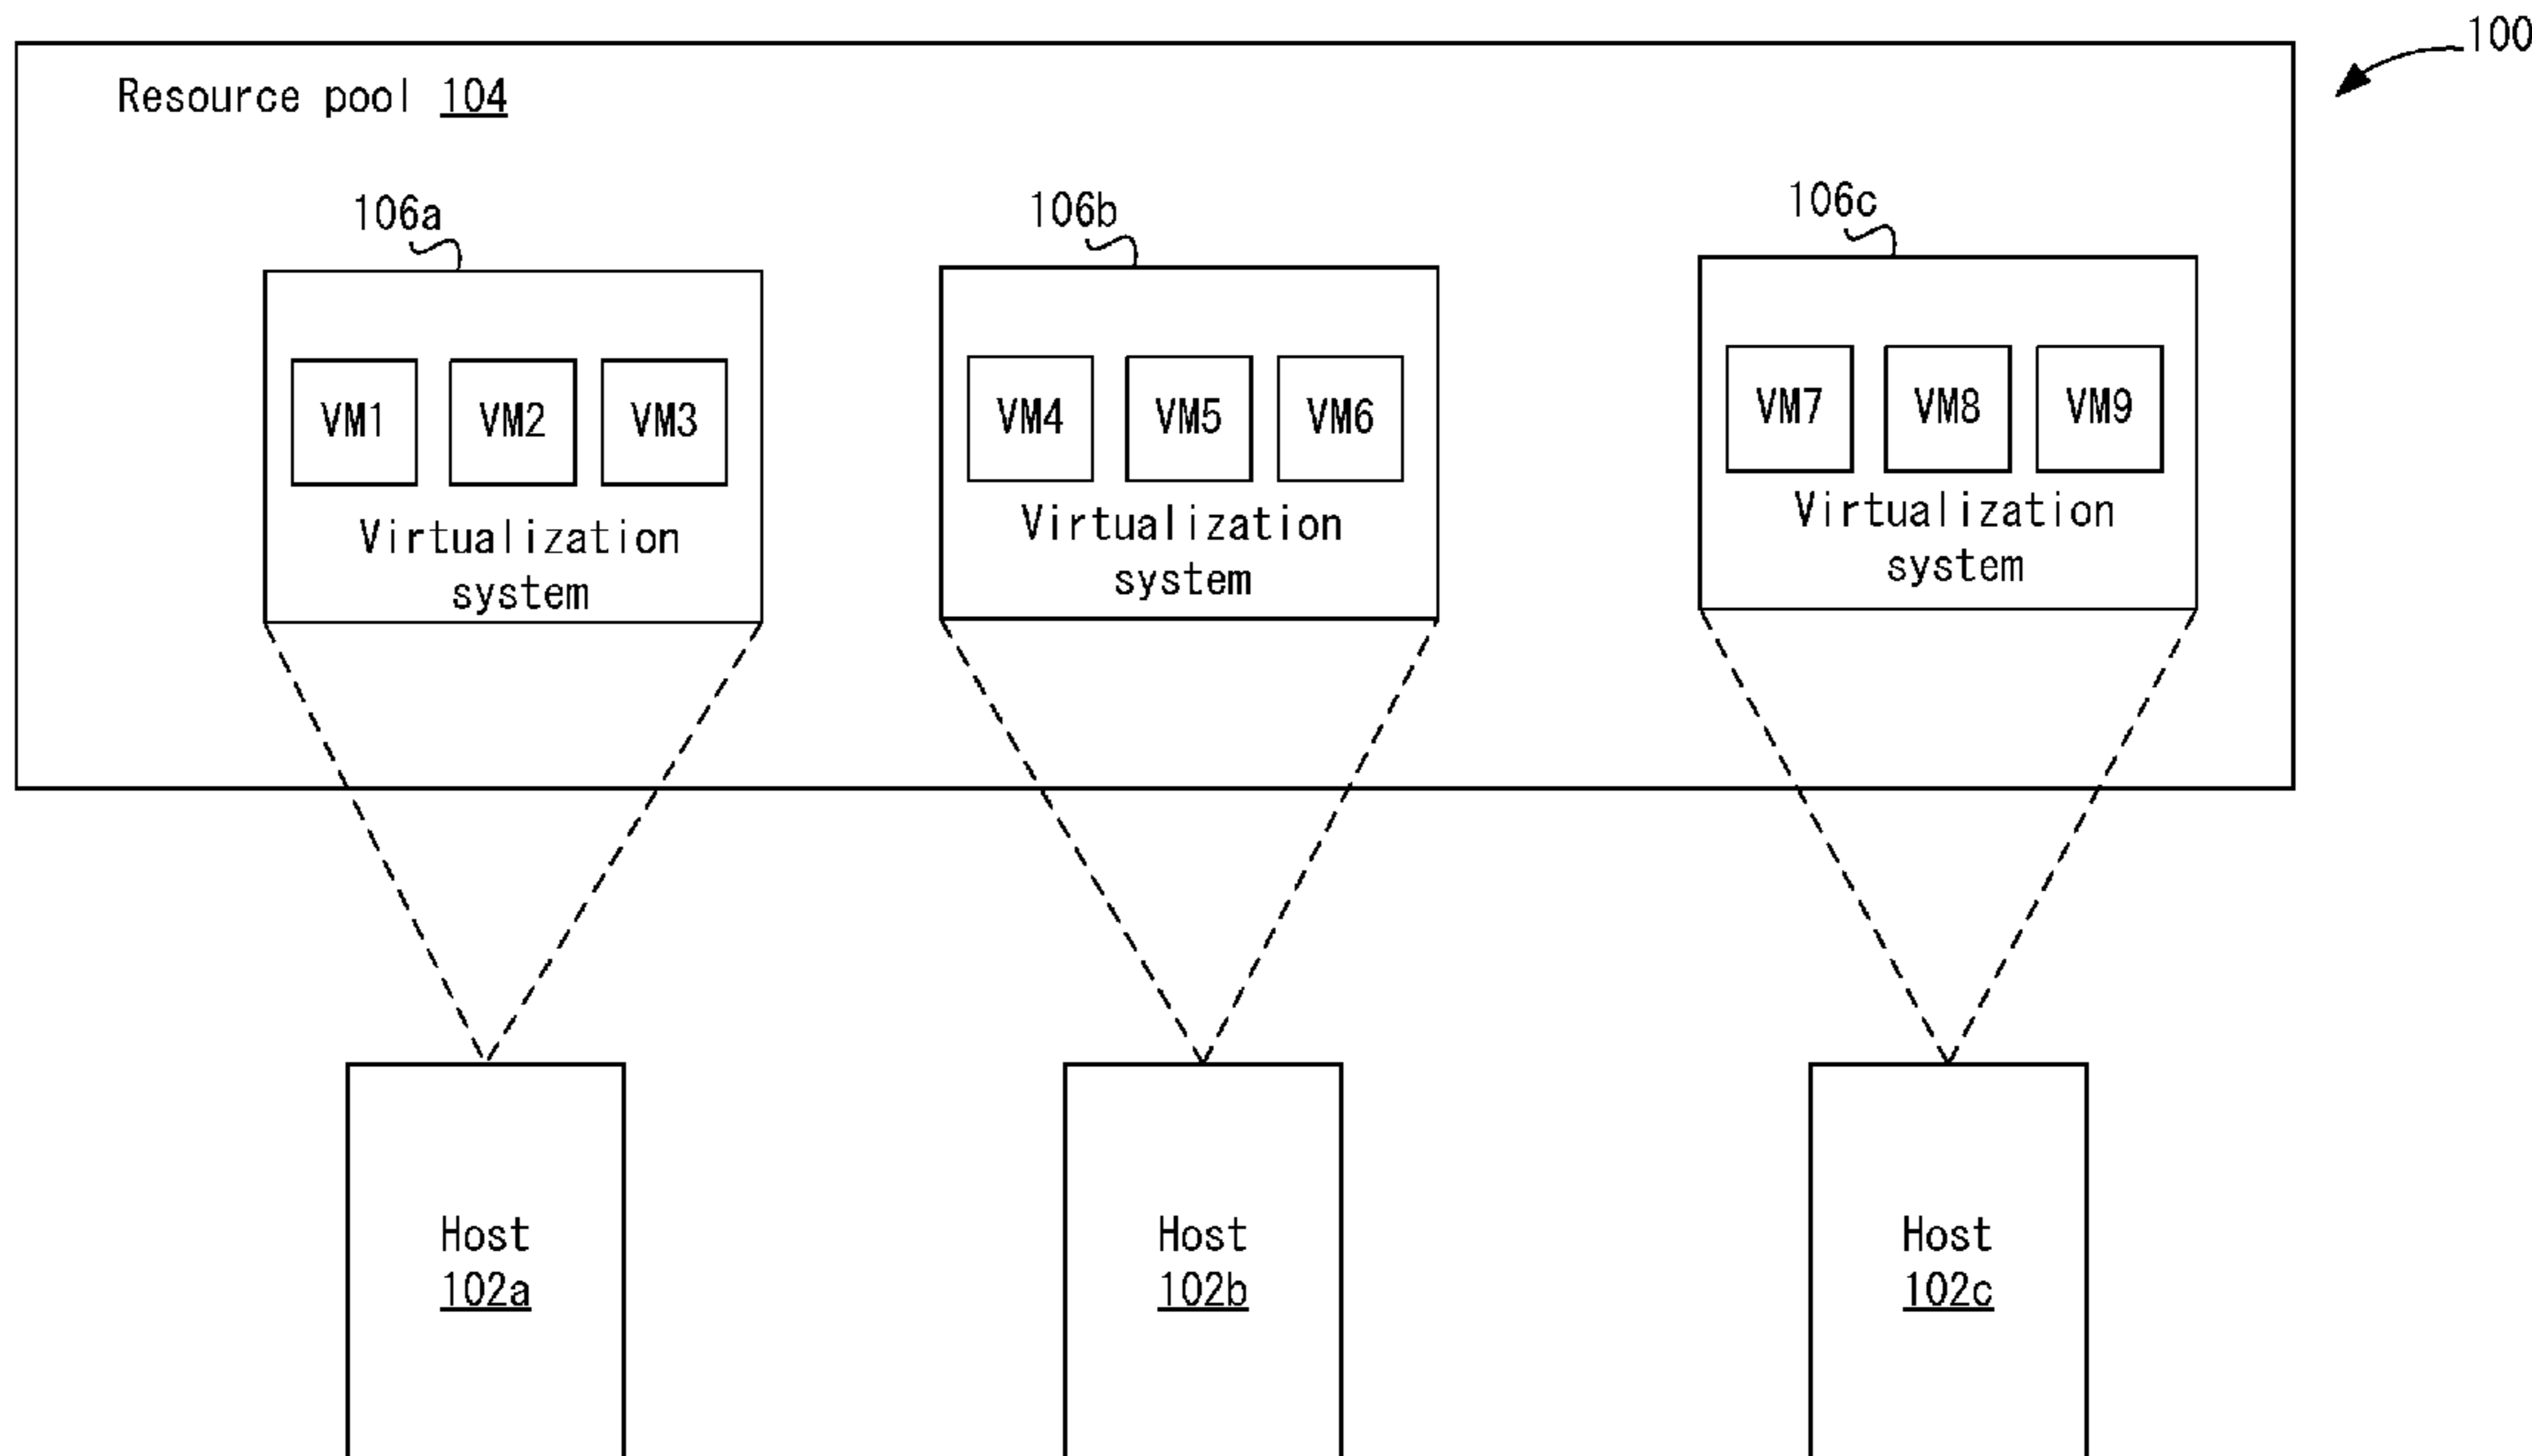 100
Resource pool 104
106a
106b
106c
VM1 VM2 VM3
VM4 VM5 VM6
VM7 VM8 VM9
Virtualization
system
Virtualization
system
Virtualization
system
Host
102a
Host
102b
Host
102c